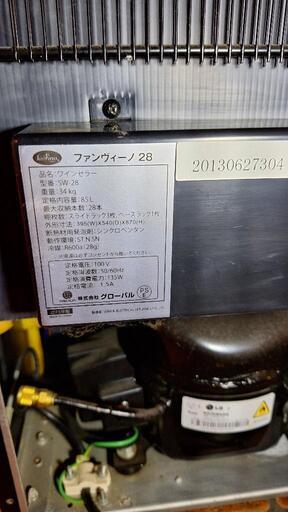 ファンヴィーノ 28
品名: ワインセラー
型番: SW-28
重量: 34kg
定格内容量: 85L
最大収納本数: 28本
棚枚数: スライドラック3枚、ベースラック1枚
外形寸法: 396(W)X540(D)X870(H)
断熱材用発泡剤: シクロペンタン
動作環境: ST.N.SN
冷媒: R600a (28g)
定格電圧: 100V
定格周波数: 50/60Hz
定格消費電力: 135W
定格電流: 1.5A
株式会社 グローバル
PS
E
20130627304
LG